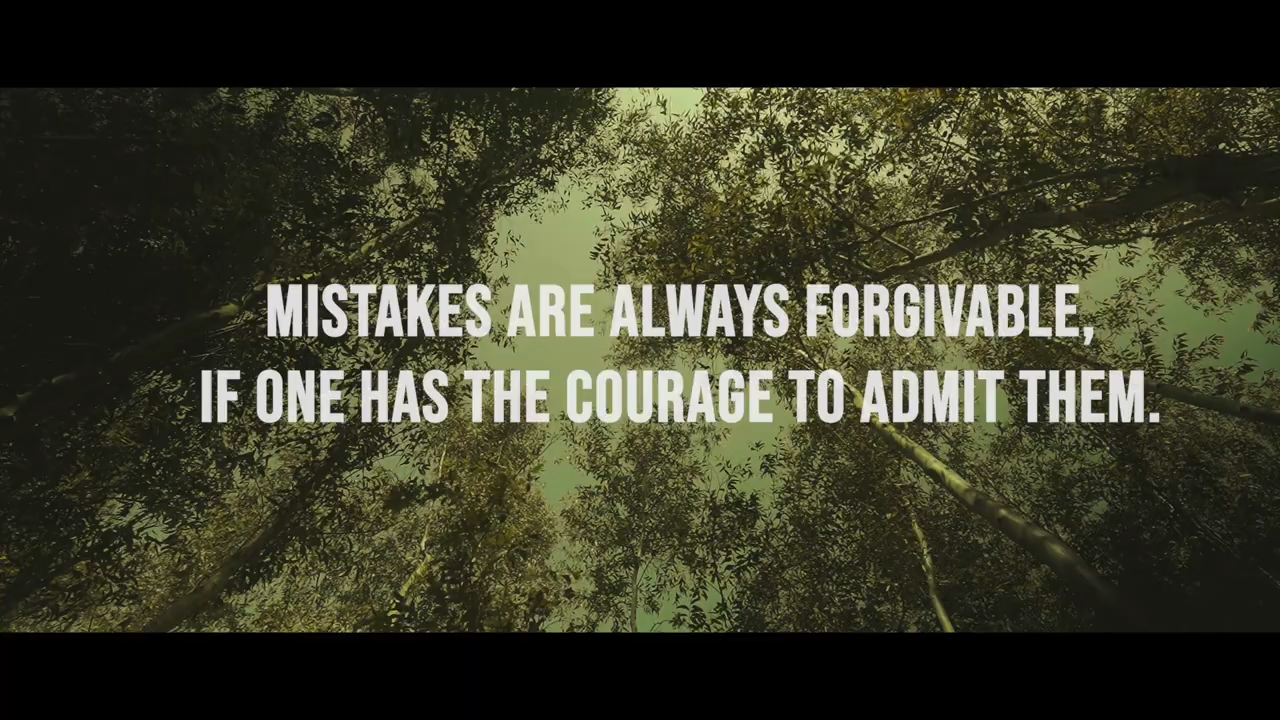 MISTAKES ARE ALWAYS FORGIVABLE,
IF ONE HAS THE COURAGE TO ADMIT THEM.